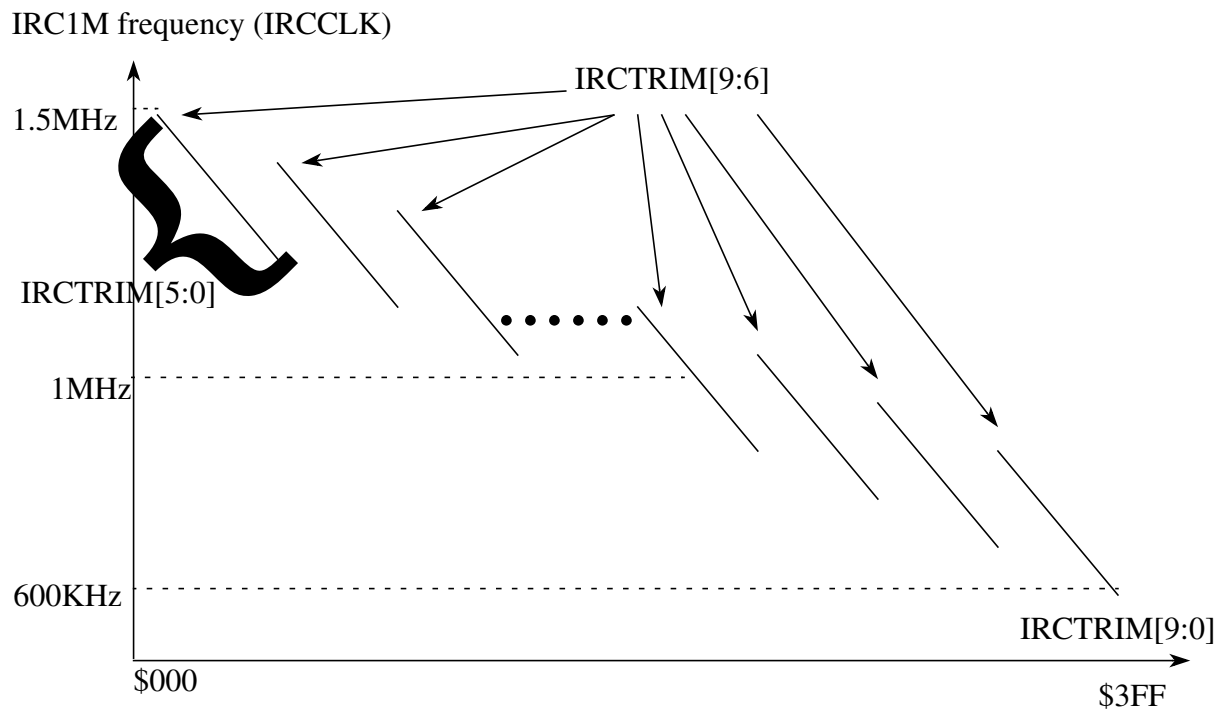 IRC1M frequency (IRCCLK)
IRCTRIM[9:6]
1.5MHz
IRCTRIM[5:0]
1MHz
600KHz
IRCTRIM[9:0]
$000
$3FF